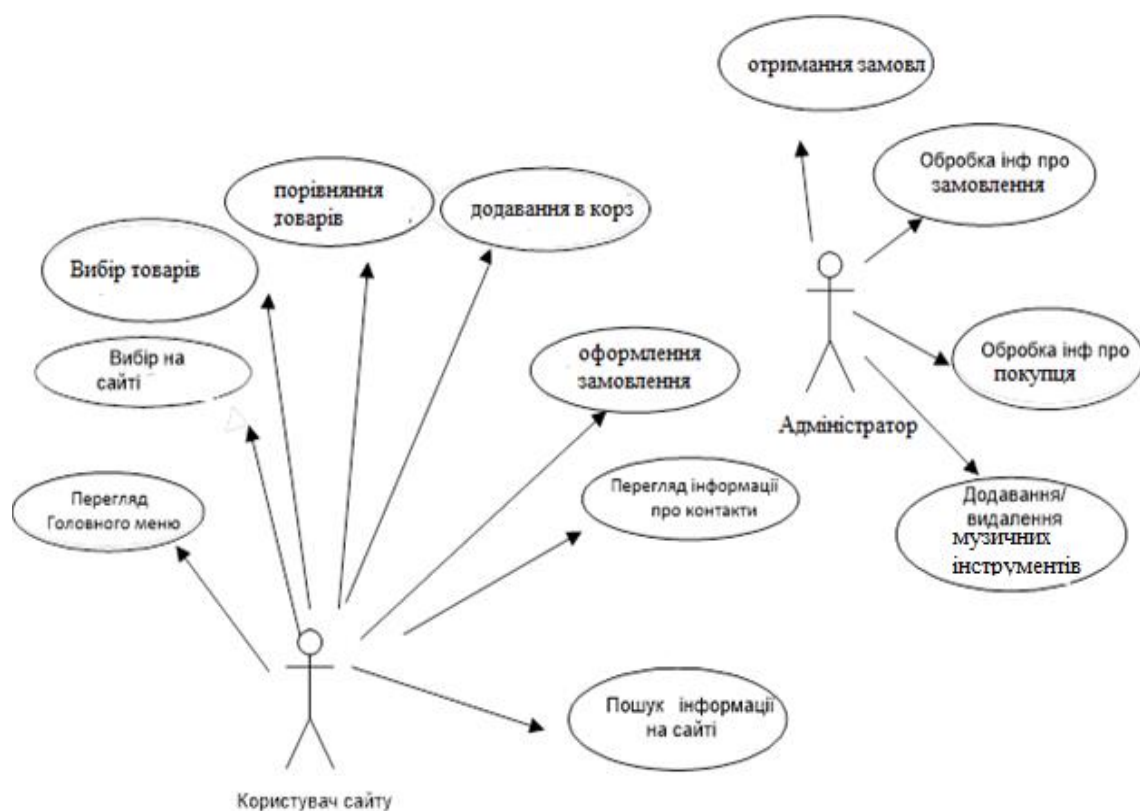 отримання замовл
Обробка інф про
замовлення
порівняння
товарів
додавання в корз
Вибір товарів
Вибір на
сайті
оформлення
замовлення
Обробка інф про
покупця
Адміністратор
Перегляд
Головного меню
Перегляд інформації
про контакти
Додавання/
видалення
музичних
інструментів
Пошук інформації
на сайті
Користувач сайту